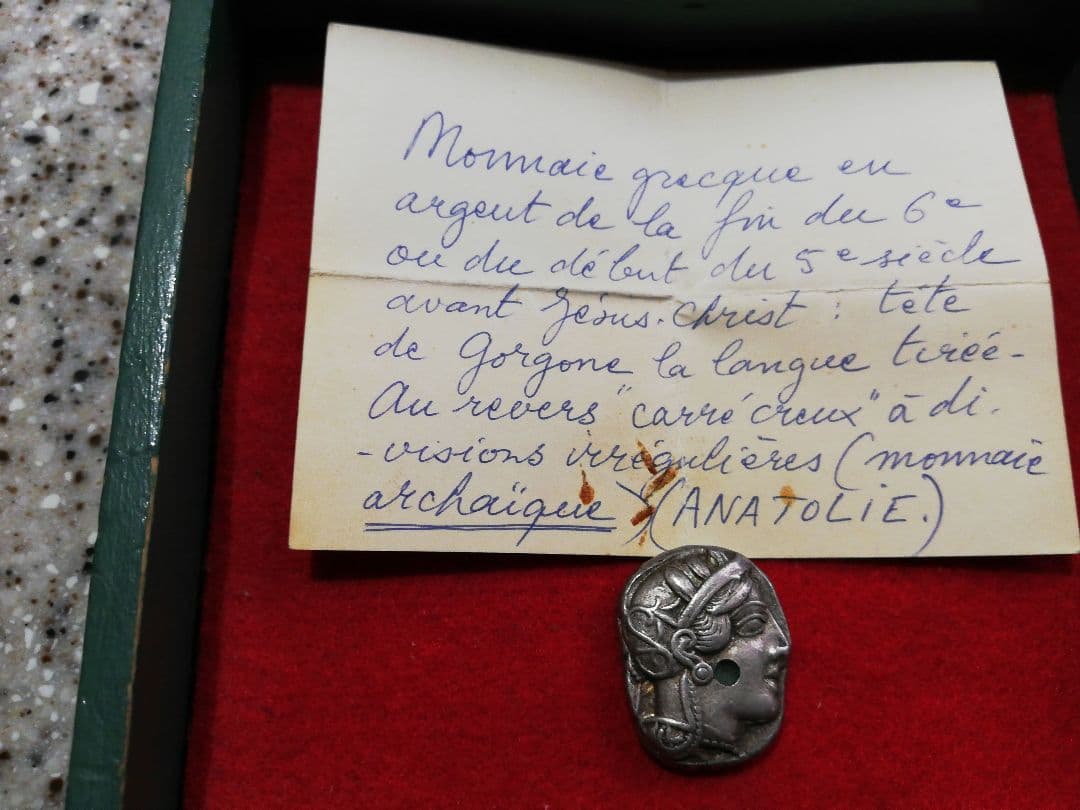 Monnaie grecque en
argent de la fin du 6e
ou du début du 5e siècle
avant Jésus-Christ : tête
de Gorgone la langue tirée-
Au revers "carré creux" à di-
-visions irrégulières (monnaie
archaïque) (ANATOLIE.)